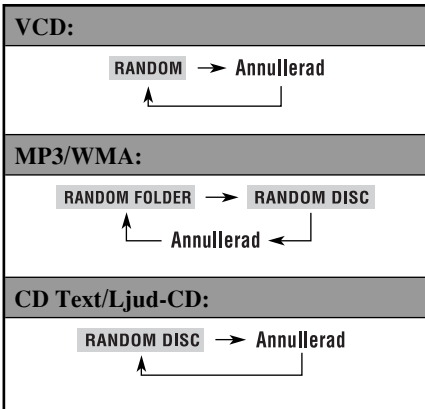 VCD:
RANDOM → Annullerad
MP3/WMA:
RANDOM FOLDER → RANDOM DISC
Annullerad
CD Text/Ljud-CD:
RANDOM DISC → Annullerad